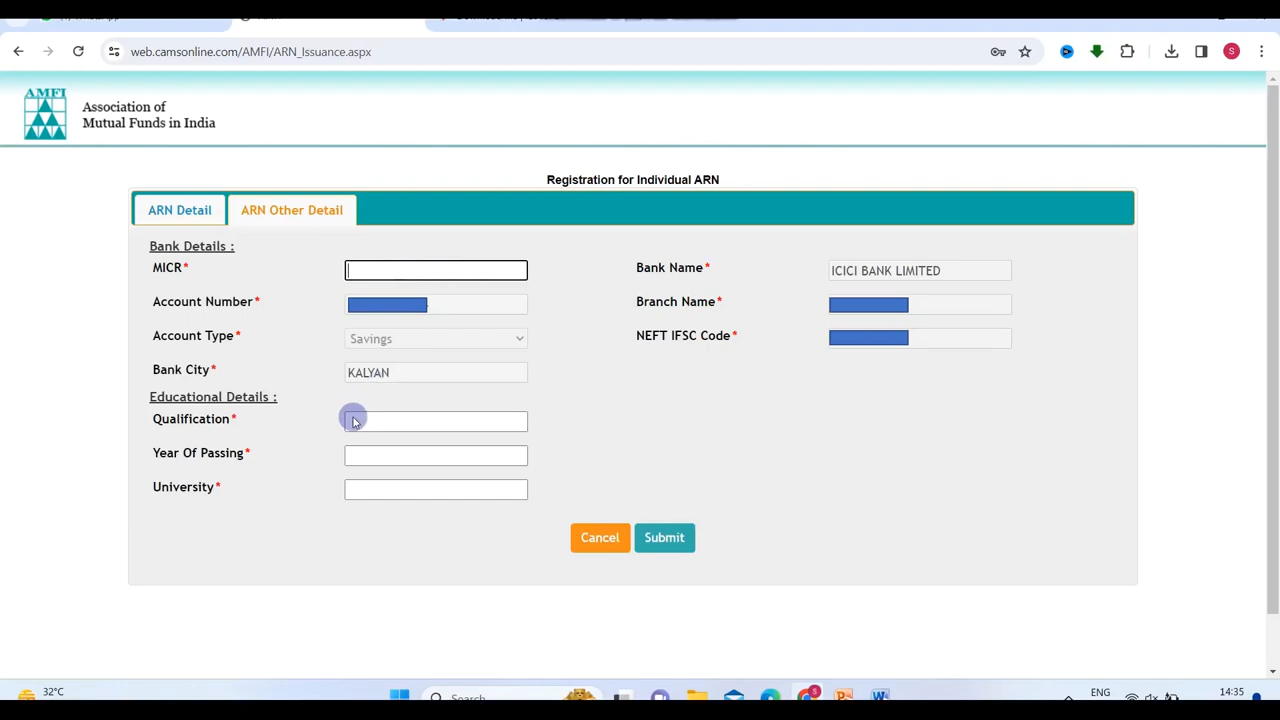 web.camsonline.com/AMFI/ARN_Issuance.aspx
S
AMFI
Association of
Mutual Funds in India
Registration for Individual ARN
ARN Detail
ARN Other Detail
Bank Details :
MICR*
Bank Name*
ICICI BANK LIMITED
Account Number*
Branch Name*
Account Type*
Savings
NEFT IFSC Code*
Bank City*
KALYAN
Educational Details :
Qualification*
Year Of Passing*
University*
Cancel
Submit
32°C
Search
S
ENG
14:35